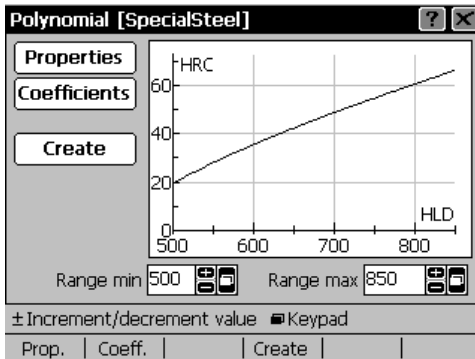 Polynomial [SpecialSteel] ?
Properties
Coefficients
Create
HRC
60
40
20
0
HLD
500 600 700 800
Range min 500 Range max 850
±Increment/decrement value Keypad
Prop. Coeff. Create